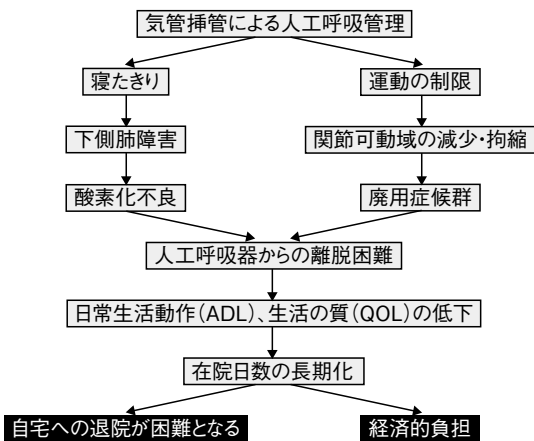 気管挿管による人工呼吸管理
寝たきり
運動の制限
下側肺障害
関節可動域の減少・拘縮
酸素化不良
廃用症候群
人工呼吸器からの離脱困難
日常生活動作(ADL)、生活の質(QOL)の低下
在院日数の長期化
自宅への退院が困難となる
経済的負担